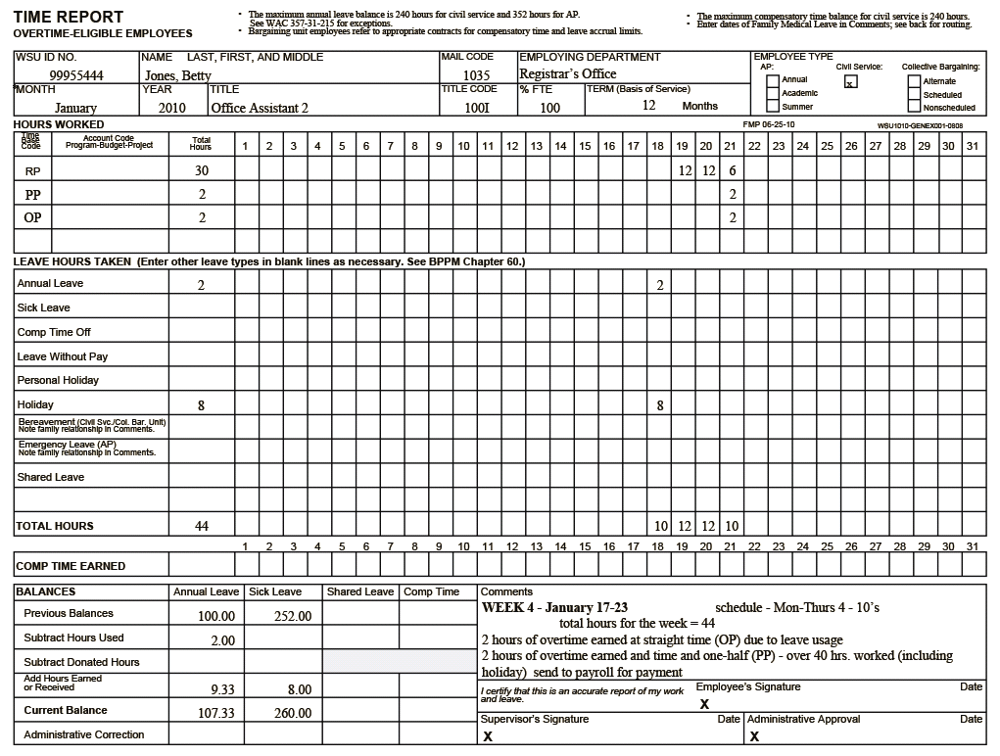 TIME REPORT
OVERTIME-ELIGIBLE EMPLOYEES
• The maximum annual leave balance is 240 hours for civil service and 352 hours for AP.
See WAC 357-31-215 for exceptions.
• Bargaining unit employees refer to appropriate contracts for compensatory time and leave accrual limits.
• The maximum compensatory time balance for civil service is 240 hours.
• Enter dates of Family Medical Leave in Comments; see back for routing.
WSU ID NO. NAME LAST, FIRST, AND MIDDLE MAIL CODE EMPLOYING DEPARTMENT EMPLOYEE TYPE
99955444 Jones, Betty 1035 Registrar's Office
AP: Civil Service: Collective Bargaining:
Annual x Alternate
Academic Scheduled
Summer Nonscheduled
*MONTH YEAR TITLE TITLE CODE % FTE TERM (Basis of Service)
January 2010 Office Assistant 2 100I 100 12 Months
HOURS WORKED FMP 06-25-10 WSU1010-GENEX001-0808
Time Base Code Account Code Program-Budget-Project Total Hours 1 2 3 4 5 6 7 8 9 10 11 12 13 14 15 16 17 18 19 20 21 22 23 24 25 26 27 28 29 30 31
RP 30 12 12 6
PP 2 2
OP 2 2
LEAVE HOURS TAKEN (Enter other leave types in blank lines as necessary. See BPPM Chapter 60.)
Annual Leave 2 2
Sick Leave
Comp Time Off
Leave Without Pay
Personal Holiday
Holiday 8 8
Bereavement (Civil Svc./Col. Bar. Unit)
Note family relationship in Comments.
Emergency Leave (AP)
Note family relationship in Comments.
Shared Leave
TOTAL HOURS 44 10 12 12 10
1 2 3 4 5 6 7 8 9 10 11 12 13 14 15 16 17 18 19 20 21 22 23 24 25 26 27 28 29 30 31
COMP TIME EARNED
BALANCES Annual Leave Sick Leave Shared Leave Comp Time
Previous Balances 100.00 252.00
Subtract Hours Used 2.00
Subtract Donated Hours
Add Hours Earned or Received 9.33 8.00
Current Balance 107.33 260.00
Administrative Correction
Comments
WEEK 4 - January 17-23 schedule - Mon-Thurs 4 - 10's
total hours for the week = 44
2 hours of overtime earned at straight time (OP) due to leave usage
2 hours of overtime earned and time and one-half (PP) - over 40 hrs. worked (including
holiday) send to payroll for payment
I certify that this is an accurate report of my work and leave.
Employee's Signature Date
X
Supervisor's Signature Date Administrative Approval Date
X X